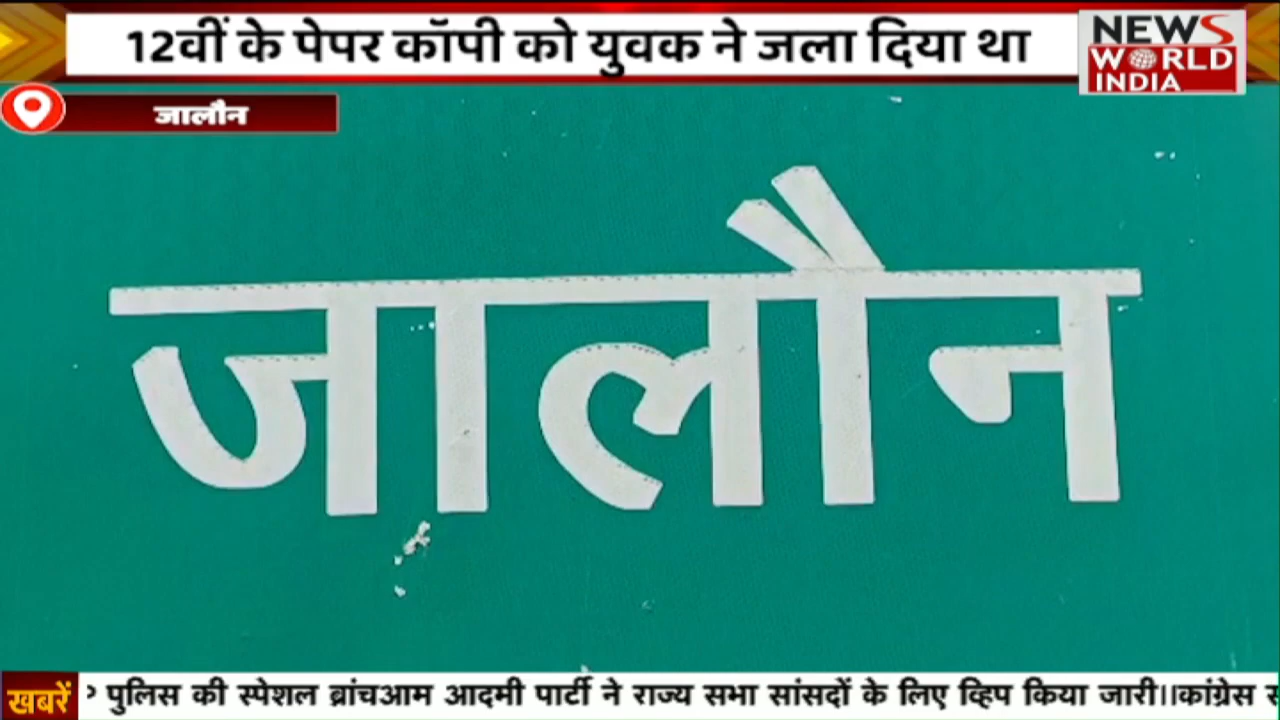 12वीं के पेपर कॉपी को युवक ने जला दिया था
NEWS
WORLD
INDIA
जालौन
जालौन
खबरें
पुलिस की स्पेशल ब्रांचआम आदमी पार्टी ने राज्य सभा सांसदों के लिए व्हिप किया जारी||कांग्रेस